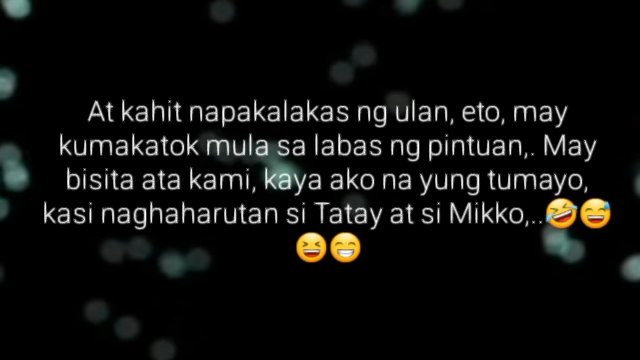 At kahit napakalakas ng ulan, eto, may
kumakatok mula sa labas ng pintuan,. May
bisita ata kami, kaya ako na yung tumayo,
kasi naghaharutan si Tatay at si Mikko,..🤣😅
😆😁